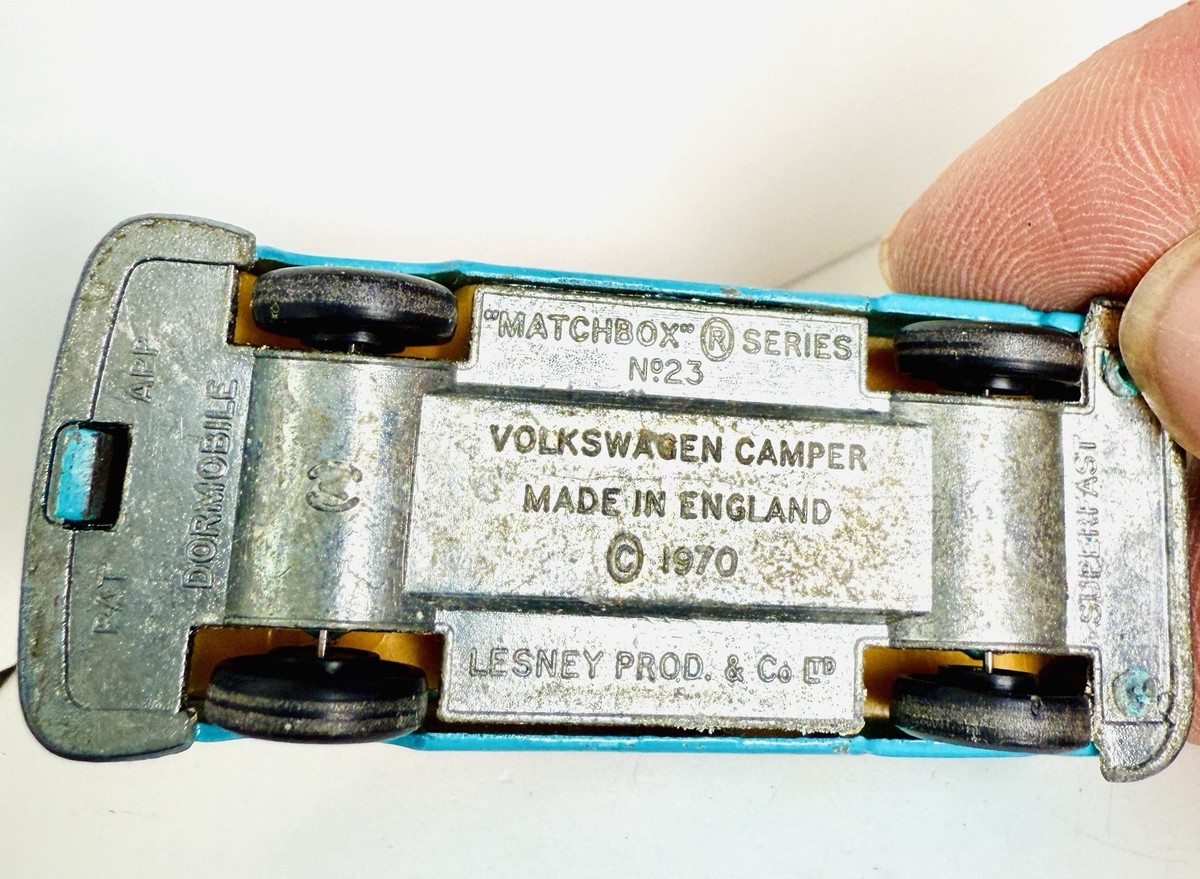 "MATCHBOX" ® SERIES
Nº23
VOLKSWAGEN CAMPER
MADE IN ENGLAND
© 1970
LESNEY PROD. & Co LTD
PAT APP
DORMOBILE
SUPERFAST